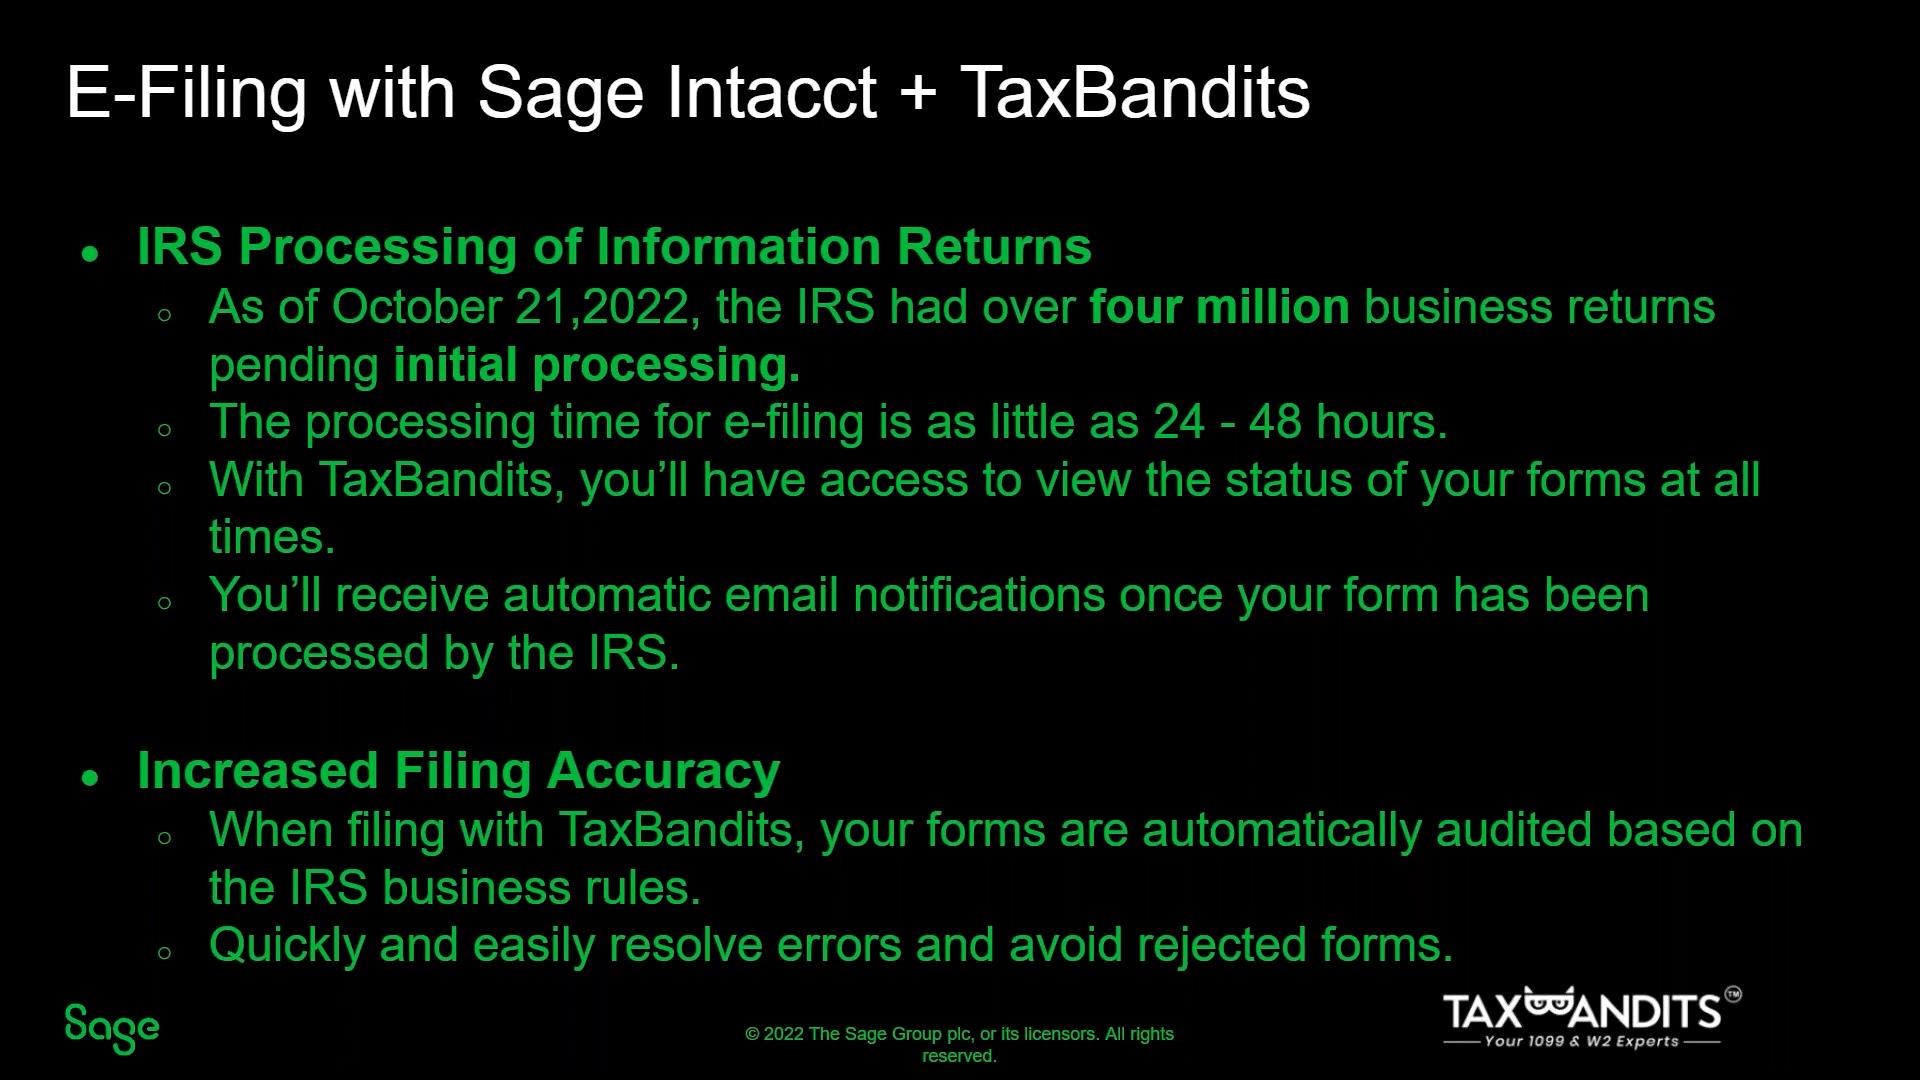 E-Filing with Sage Intacct + TaxBandits
● IRS Processing of Information Returns
○ As of October 21,2022, the IRS had over four million business returns
pending initial processing.
○ The processing time for e-filing is as little as 24 - 48 hours.
○ With TaxBandits, you’ll have access to view the status of your forms at all
times.
○ You’ll receive automatic email notifications once your form has been
processed by the IRS.
● Increased Filing Accuracy
○ When filing with TaxBandits, your forms are automatically audited based on
the IRS business rules.
○ Quickly and easily resolve errors and avoid rejected forms.
Sage
© 2022 The Sage Group plc, or its licensors. All rights
reserved.
TAXBANDITS™
Your 1099 & W2 Experts